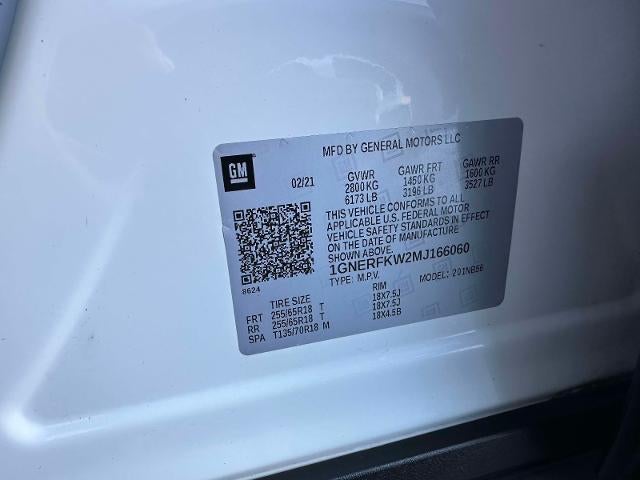 MFD BY GENERAL MOTORS LLC
GM
02/21
GVWR GAWR FRT GAWR RR
2800 KG 1450 KG 1600 KG
6173 LB 3196 LB 3527 LB
THIS VEHICLE CONFORMS TO ALL
APPLICABLE U.S. FEDERAL MOTOR
VEHICLE SAFETY STANDARDS IN EFFECT
ON THE DATE OF MANUFACTURE
SHOWN ABOVE.
1GNERFKW2MJ166060
TYPE: M.P.V. MODEL: 201NB56
8624
TIRE SIZE RIM
FRT 255/65R18 T 18X7.5J
RR 255/65R18 T 18X7.5J
SPA T135/70R18 M 18X4.5B